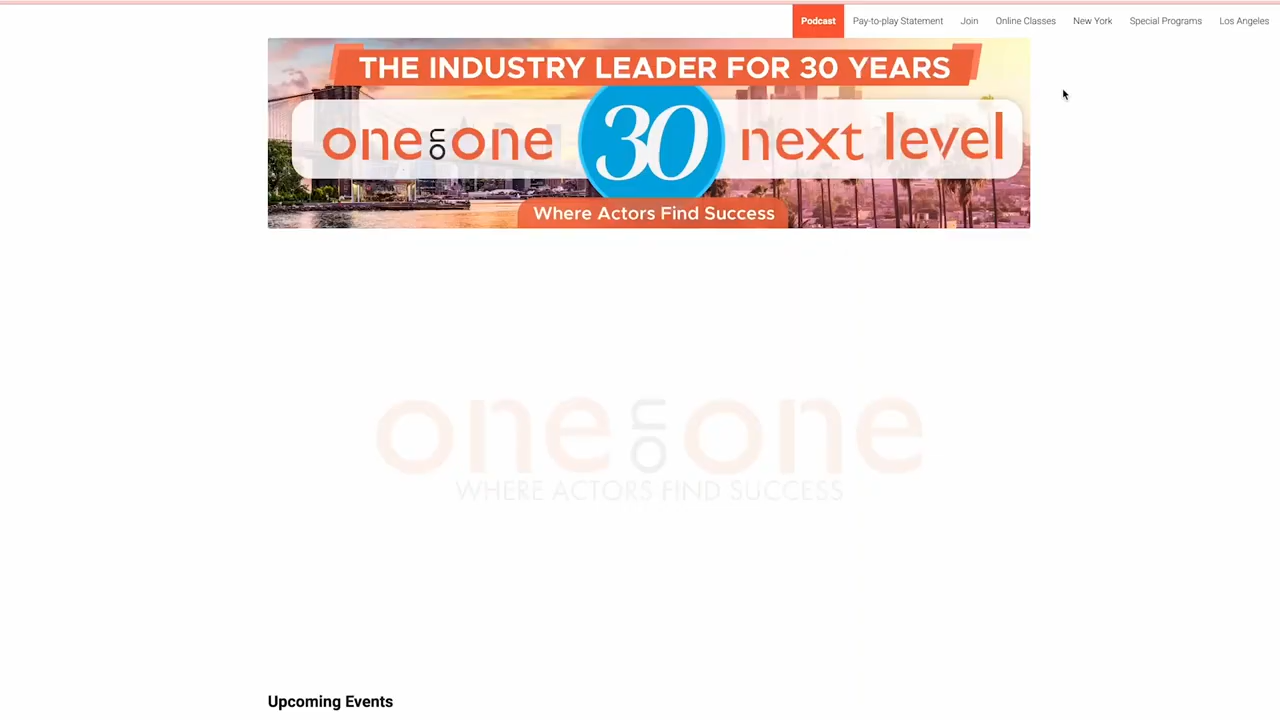 Podcast Pay-to-play Statement Join Online Classes New York Special Programs Los Angeles
THE INDUSTRY LEADER FOR 30 YEARS
one on one 30 next level
Where Actors Find Success
one on one
WHERE ACTORS FIND SUCCESS
Upcoming Events